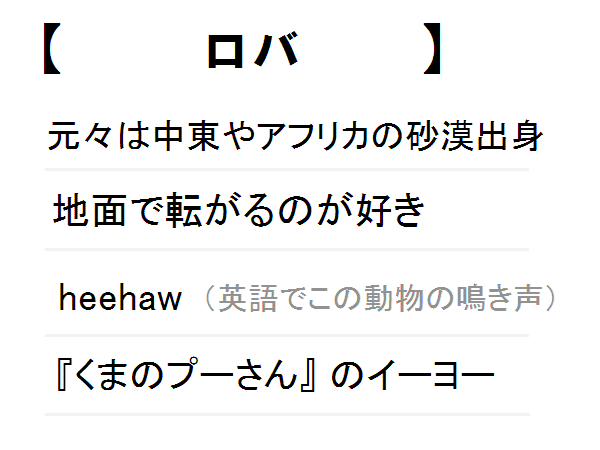 【 ロバ 】
元々は中東やアフリカの砂漠出身
地面で転がるのが好き
heehaw（英語でこの動物の鳴き声）
『くまのプーさん』のイーヨー